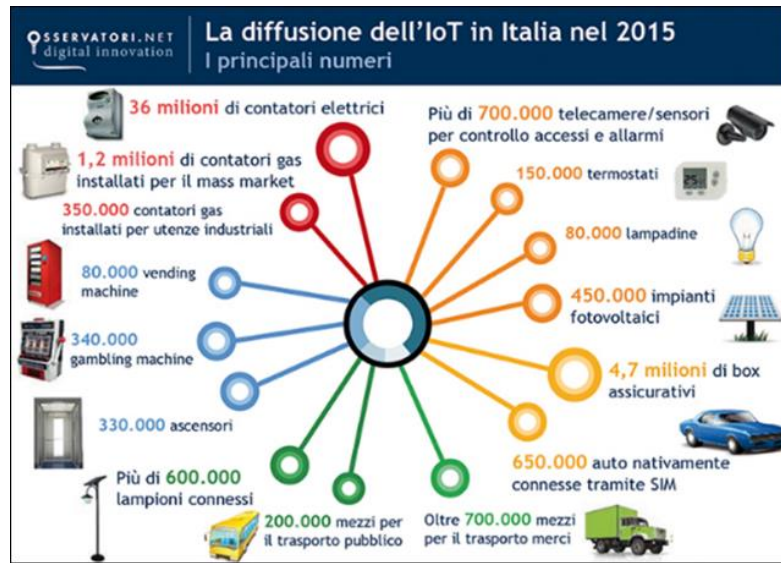 OSSERVATORI.NET
digital innovation
La diffusione dell'IoT in Italia nel 2015
I principali numeri
36 milioni di contatori elettrici
1,2 milioni di contatori gas
installati per il mass market
350.000 contatori gas
installati per utenze industriali
80.000 vending
machine
340.000
gambling machine
330.000 ascensori
Più di 600.000
lampioni connessi
200.000 mezzi per
il trasporto pubblico
Oltre 700.000 mezzi
per il trasporto merci
Più di 700.000 telecamere/sensori
per controllo accessi e allarmi
150.000 termostati
25
80.000 lampadine
450.000 impianti
fotovoltaici
4,7 milioni di box
assicurativi
650.000 auto nativamente
connesse tramite SIM